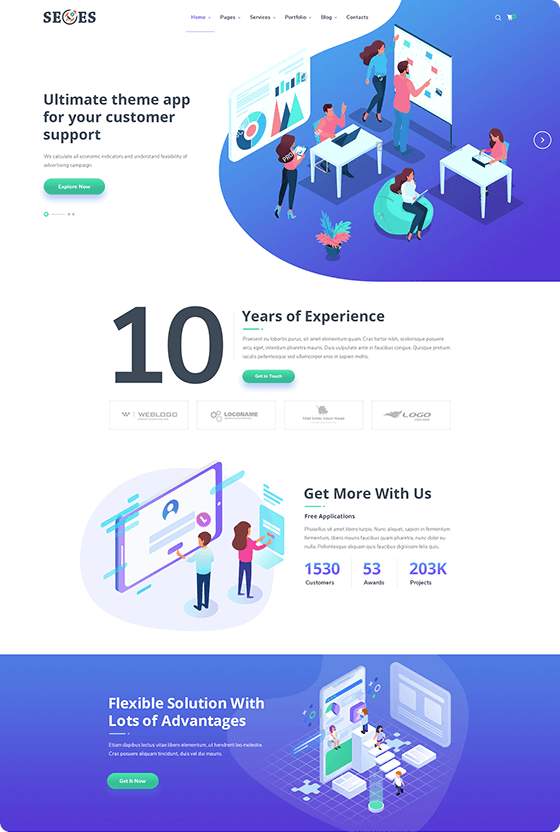 SEOES
Home Pages Services Portfolio Blog Contacts
Ultimate theme app
for your customer
support
We calculate all economic indicators and understand feasibility of
advertising campaign
Explore Now
PRO
10
Years of Experience
Praesent eu lobortis purus, sit amet elementum quam. Cras tortor nibh, scelerisque posuere
arcu eget, interdum pharetra mauris. Duis vulputate ante in faucibus congue. Quisque pretium
iaculis pellentesque sed ullamcorper eros in sapien mollis.
Get in Touch
WEBLOGO
LOGONAME
LOGO
Get More With Us
Free Applications
Phasellus sit amet libero turpis. Nunc aliquet, sapien in fermentum
fermentum, libero mauris faucibus pharetra mauris, nunc dolor eu
nulla. Pellentesque aliquam quis faucibus dignissim felis quis.
1530 53 203K
Customers Awards Projects
Flexible Solution With
Lots of Advantages
Etiam dapibus lectus vitae libero elementum, ut hendrerit leo molestie.
Cras posuere aliquam tincidunt, duis vel dui mauris.
Get It Now